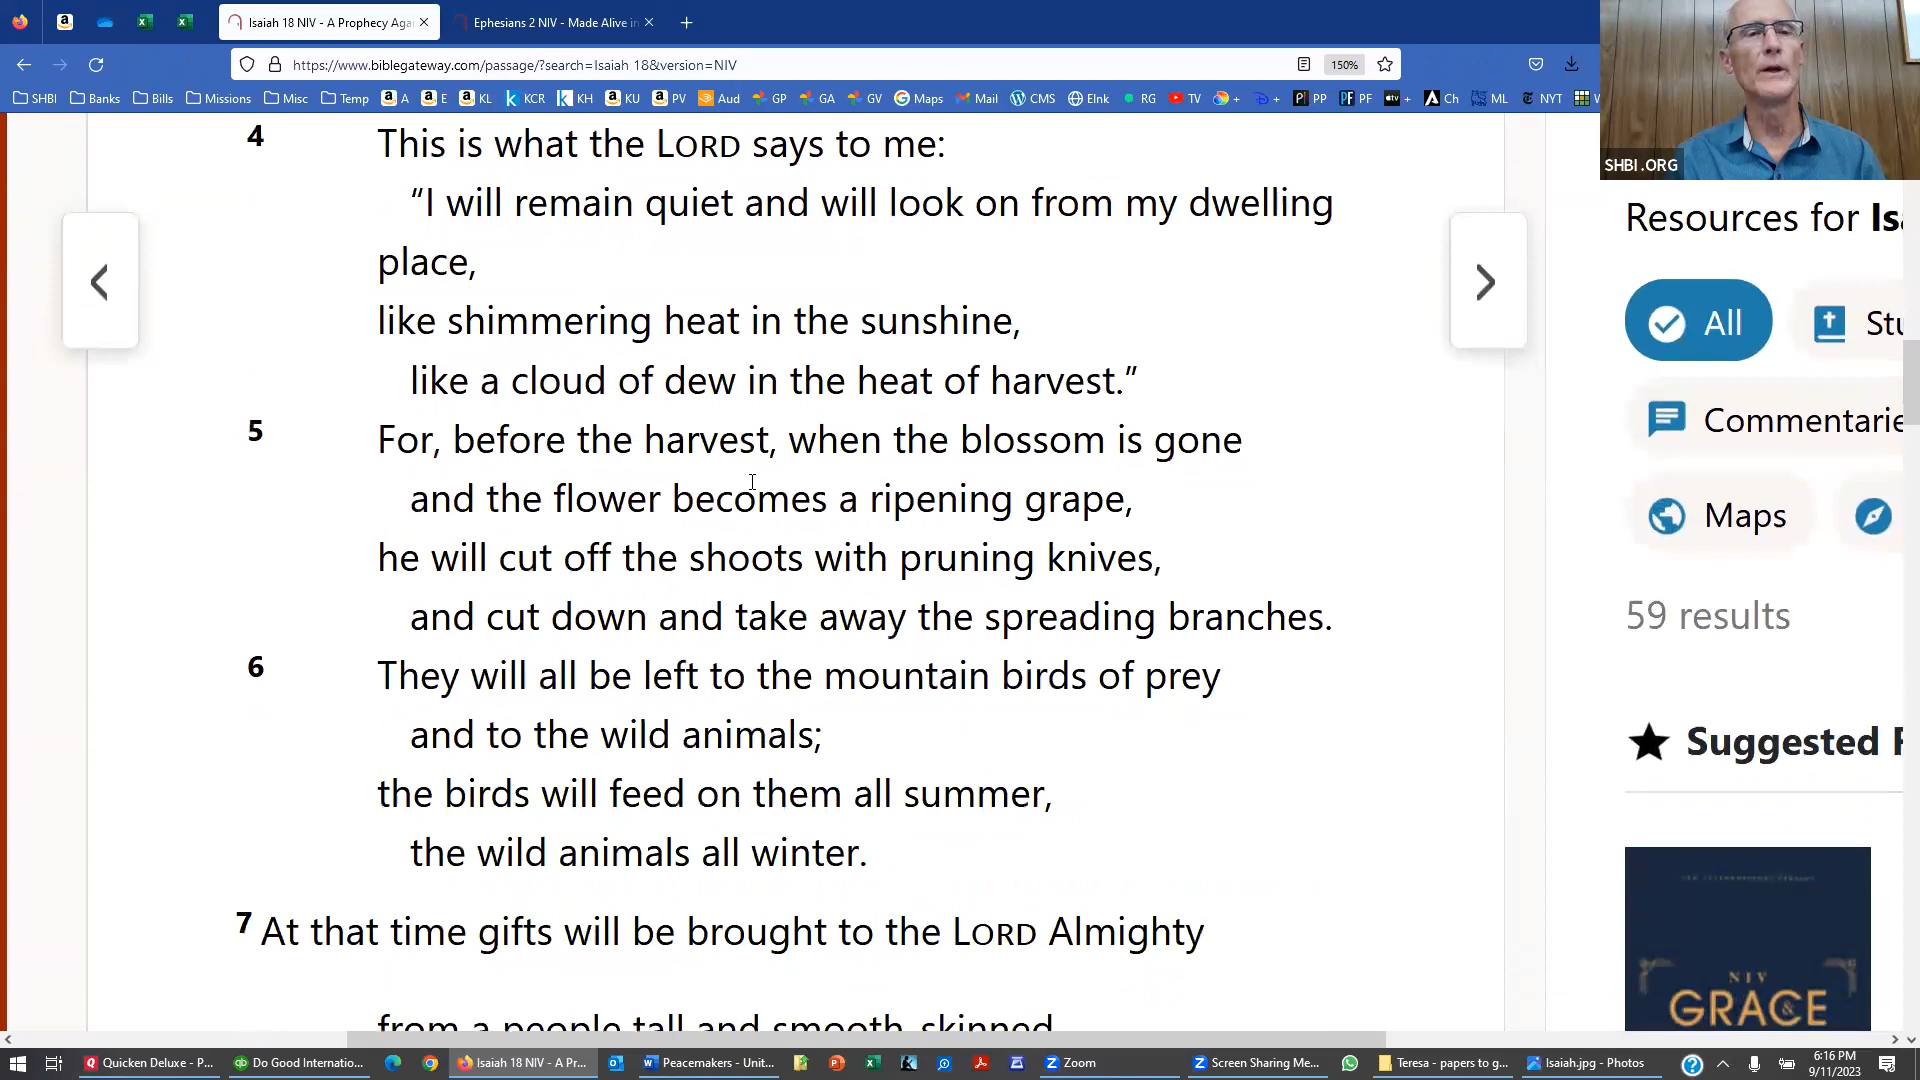 Isaiah 18 NIV - A Prophecy Aga
Ephesians 2 NIV - Made Alive in
https://www.biblegateway.com/passage/?search=Isaiah 18&version=NIV
150%
SHBI
Banks
Bills
Missions
Misc
Temp
A
E
KL
KCR
KH
KU
PV
Aud
GP
GA
GV
Maps
Mail
CMS
EInk
RG
TV
+
+
PP
PF
+
Ch
ML
NYT
SHBI.ORG
4 This is what the LORD says to me:
“I will remain quiet and will look on from my dwelling
place,
like shimmering heat in the sunshine,
like a cloud of dew in the heat of harvest.”
5 For, before the harvest, when the blossom is gone
and the flower becomes a ripening grape,
he will cut off the shoots with pruning knives,
and cut down and take away the spreading branches.
6 They will all be left to the mountain birds of prey
and to the wild animals;
the birds will feed on them all summer,
the wild animals all winter.
7 At that time gifts will be brought to the LORD Almighty
from a people tall and smooth-skinned
Resources for Isa
All
Stu
Commentarie
Maps
59 results
Suggested
NIV
GRACE &
Quicken Deluxe - P...
Do Good Internatio...
Isaiah 18 NIV - A Pr...
Peacemakers - Unit...
Zoom
Screen Sharing Me...
Teresa - papers to g...
Isaiah.jpg - Photos
6:16 PM
9/11/2023